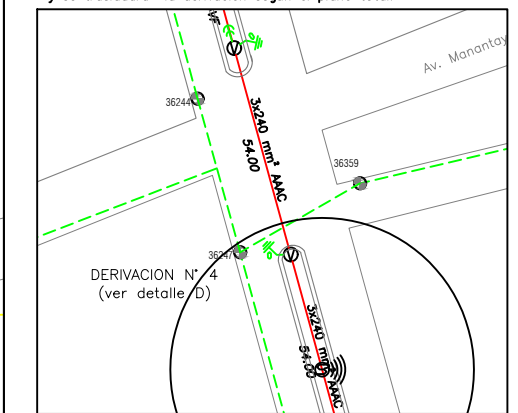 VF
V
36244
Av. Manantay
3x240 mm² AAAC
54.00
36359
36247
V
DERIVACION N° 4
(ver detalle D)
3x240 mm² AAAC
54.00